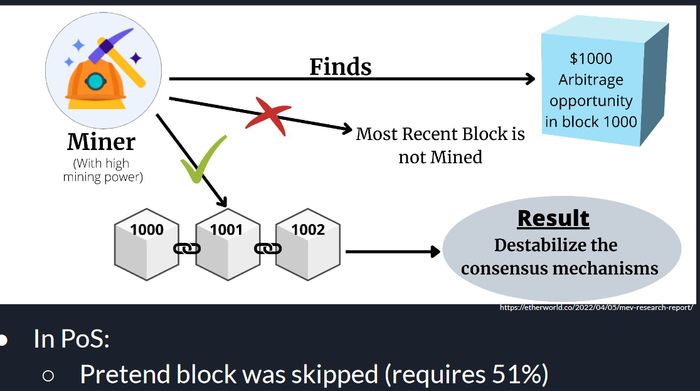 Finds
$1000
Arbitrage
opportunity
in block 1000
Miner
(With high
mining power)
Most Recent Block is
not Mined
1000
1001
1002
Result
Destabilize the
consensus mechanisms
https://etherworld.co/2022/04/05/mev-research-report/
• In PoS:
○ Pretend block was skipped (requires 51%)